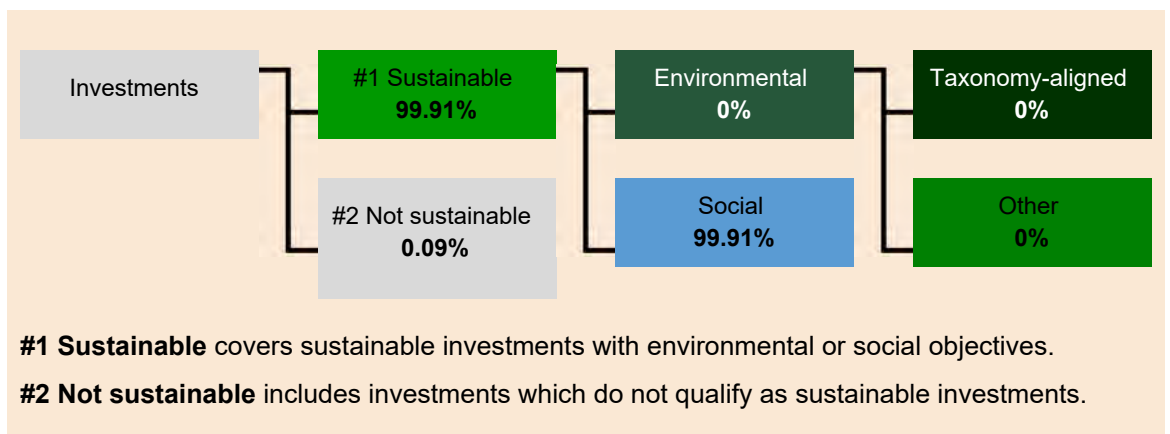 Investments
#1 Sustainable
99.91%
Environmental
0%
Taxonomy-aligned
0%
#2 Not sustainable
0.09%
Social
99.91%
Other
0%
#1 Sustainable covers sustainable investments with environmental or social objectives.
#2 Not sustainable includes investments which do not qualify as sustainable investments.